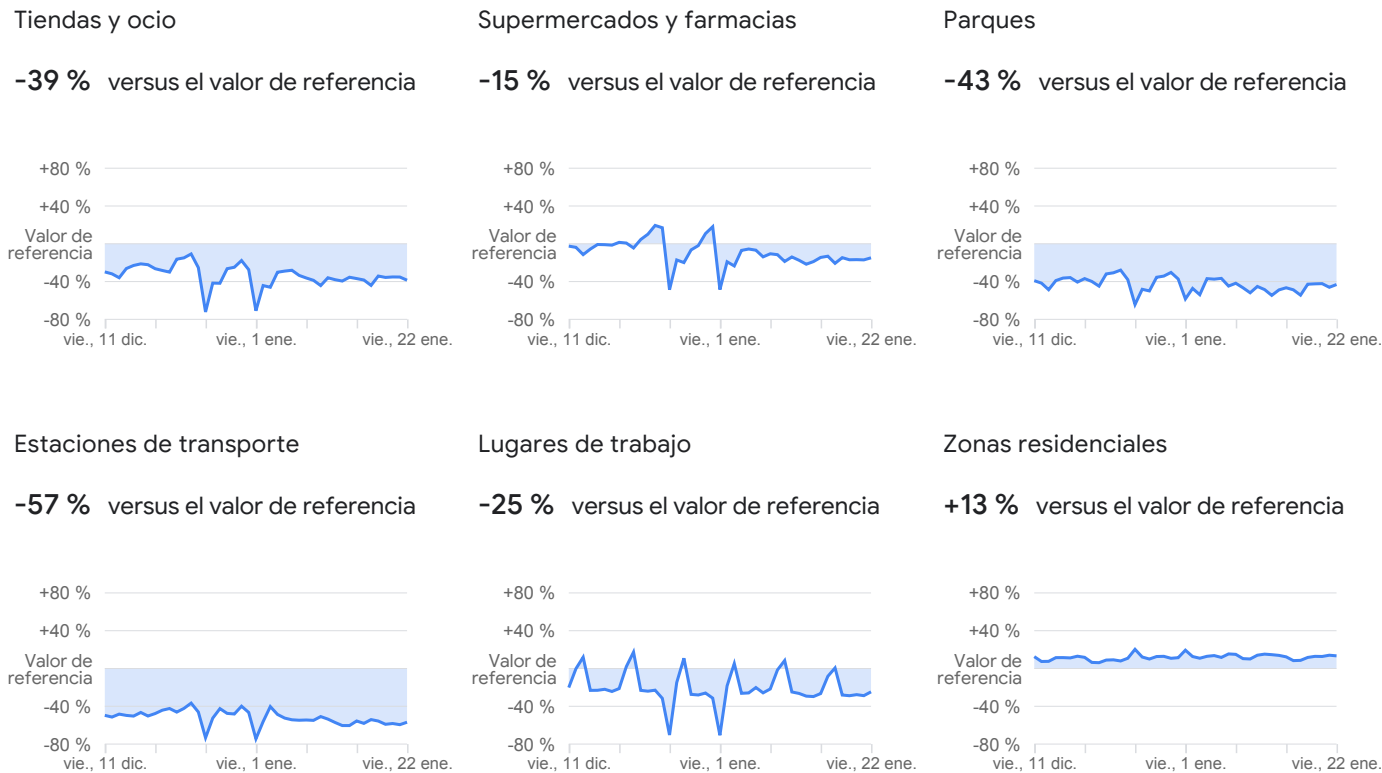 Tiendas y ocio
-39 % versus el valor de referencia
+80 %
+40 %
Valor de
referencia
-40 %
-80 %
vie., 11 dic.
vie., 1 ene.
vie., 22 ene.
Supermercados y farmacias
-15 % versus el valor de referencia
+80 %
+40 %
Valor de
referencia
-40 %
-80 %
vie., 11 dic.
vie., 1 ene.
vie., 22 ene.
Parques
-43 % versus el valor de referencia
+80 %
+40 %
Valor de
referencia
-40 %
-80 %
vie., 11 dic.
vie., 1 ene.
vie., 22 ene.
Estaciones de transporte
-57 % versus el valor de referencia
+80 %
+40 %
Valor de
referencia
-40 %
-80 %
vie., 11 dic.
vie., 1 ene.
vie., 22 ene.
Lugares de trabajo
-25 % versus el valor de referencia
+80 %
+40 %
Valor de
referencia
-40 %
-80 %
vie., 11 dic.
vie., 1 ene.
vie., 22 ene.
Zonas residenciales
+13 % versus el valor de referencia
+80 %
+40 %
Valor de
referencia
-40 %
-80 %
vie., 11 dic.
vie., 1 ene.
vie., 22 ene.